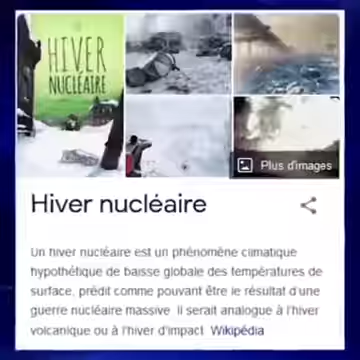 HIVER
NUCLÉAIRE
Plus d'images
Hiver nucléaire
Un hiver nucléaire est un phénomène climatique
hypothétique de baisse globale des températures de
surface, prédit comme pouvant être le résultat d'une
guerre nucléaire massive. Il serait analogue à l'hiver
volcanique ou à l'hiver d'impact. Wikipédia